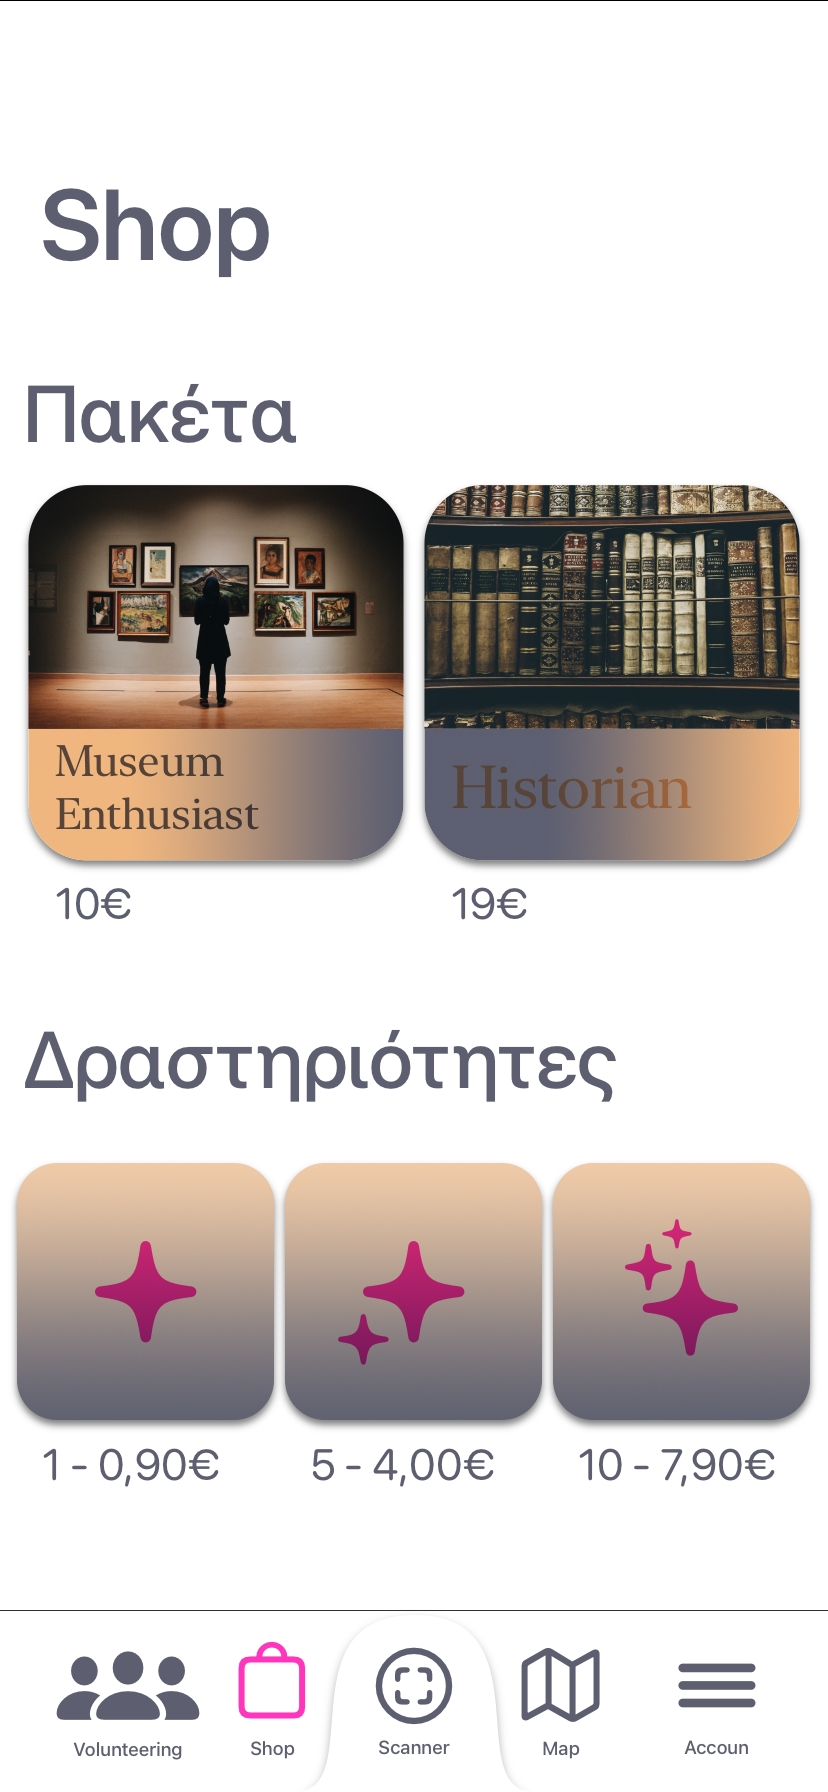 Shop
Πακέτα
Museum
Enthusiast
Historian
10€
19€
Δραστηριότητες
1 - 0,90€
5 - 4,00€
10 - 7,90€
Volunteering
Shop
Scanner
Map
Accoun